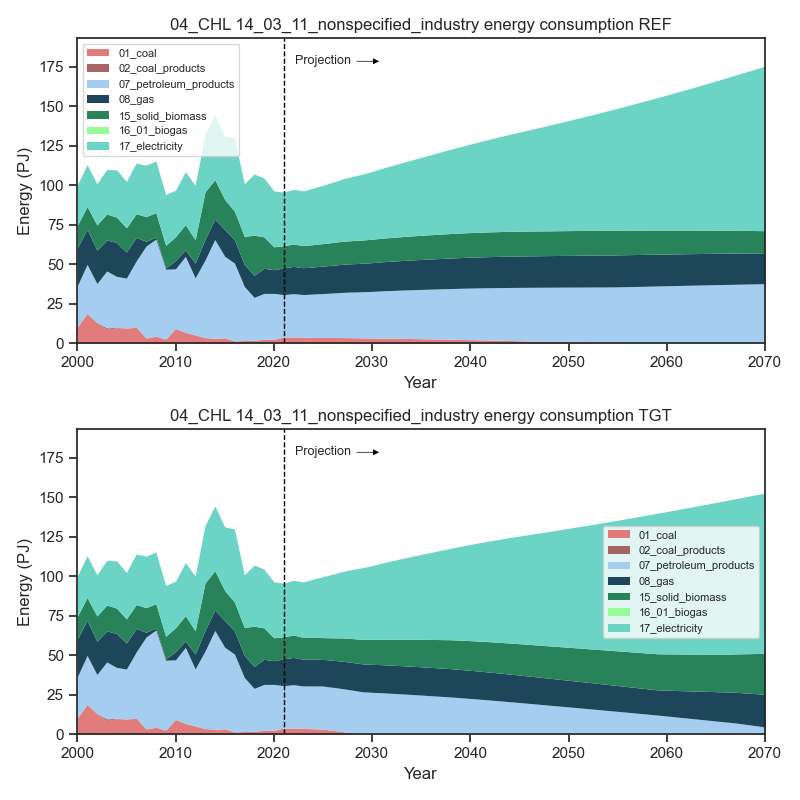 04_CHL 14_03_11_nonspecified_industry energy consumption REF
01_coal
02_coal_products
07_petroleum_products
08_gas
15_solid_biomass
16_01_biogas
17_electricity
Projection
Energy (PJ)
175
150
125
100
75
50
25
0
2000
2010
2020
2030
2040
2050
2060
2070
Year
04_CHL 14_03_11_nonspecified_industry energy consumption TGT
Projection
Energy (PJ)
175
150
125
100
75
50
25
0
01_coal
02_coal_products
07_petroleum_products
08_gas
15_solid_biomass
16_01_biogas
17_electricity
2000
2010
2020
2030
2040
2050
2060
2070
Year